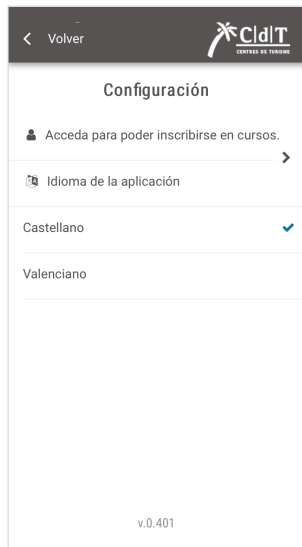 Volver
C|d|T
CENTRES DE TURISME
Configuración
Acceda para poder inscribirse en cursos.
Idioma de la aplicación
Castellano
Valenciano
v.0.401